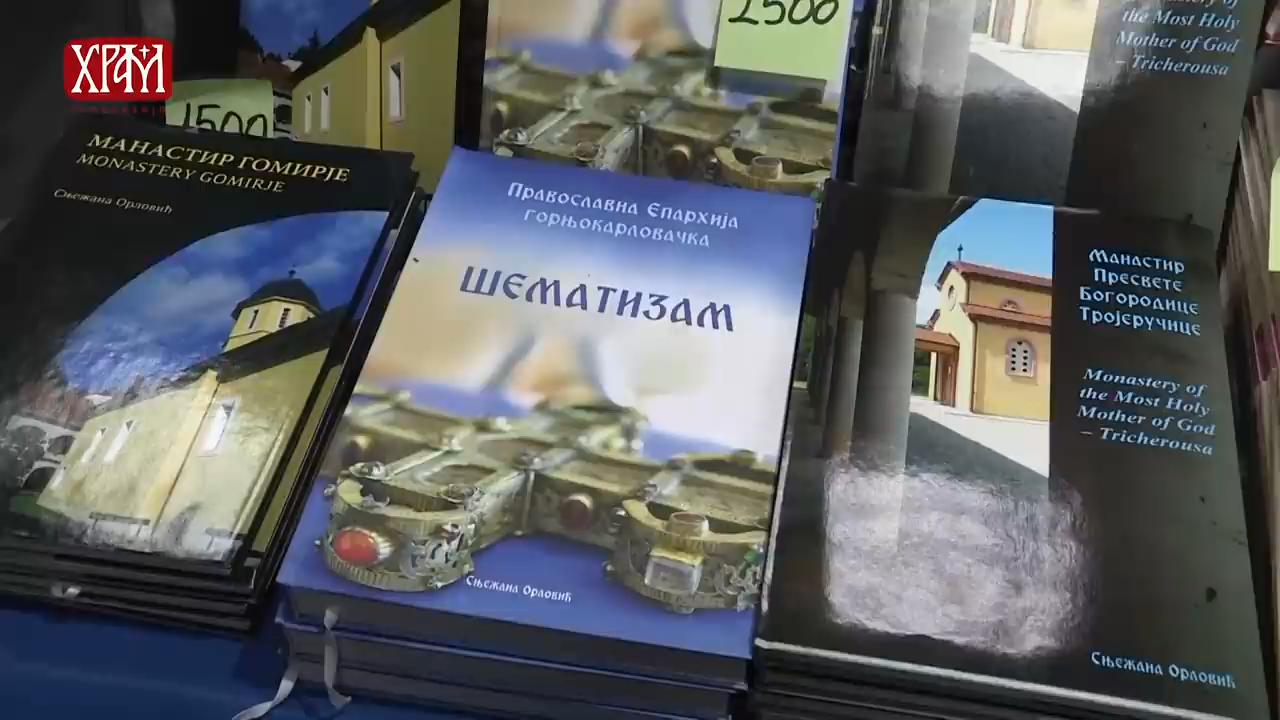 ХРАМ
1500
МАНАСТИР ГОМИРЈЕ
MONASTERY GOMIRJE
Сњежана Орловић
2500
Православна Епархија
горњокарловачка
ШЕМАТИЗАМ
Сњежана Орловић
the Most Holy
Mother of God
– Tricherousa
Манастир
Пресвете
Богородице
Тројеручице
Monastery of
the Most Holy
Mother of God
– Tricherousa
Сњежана Орловић